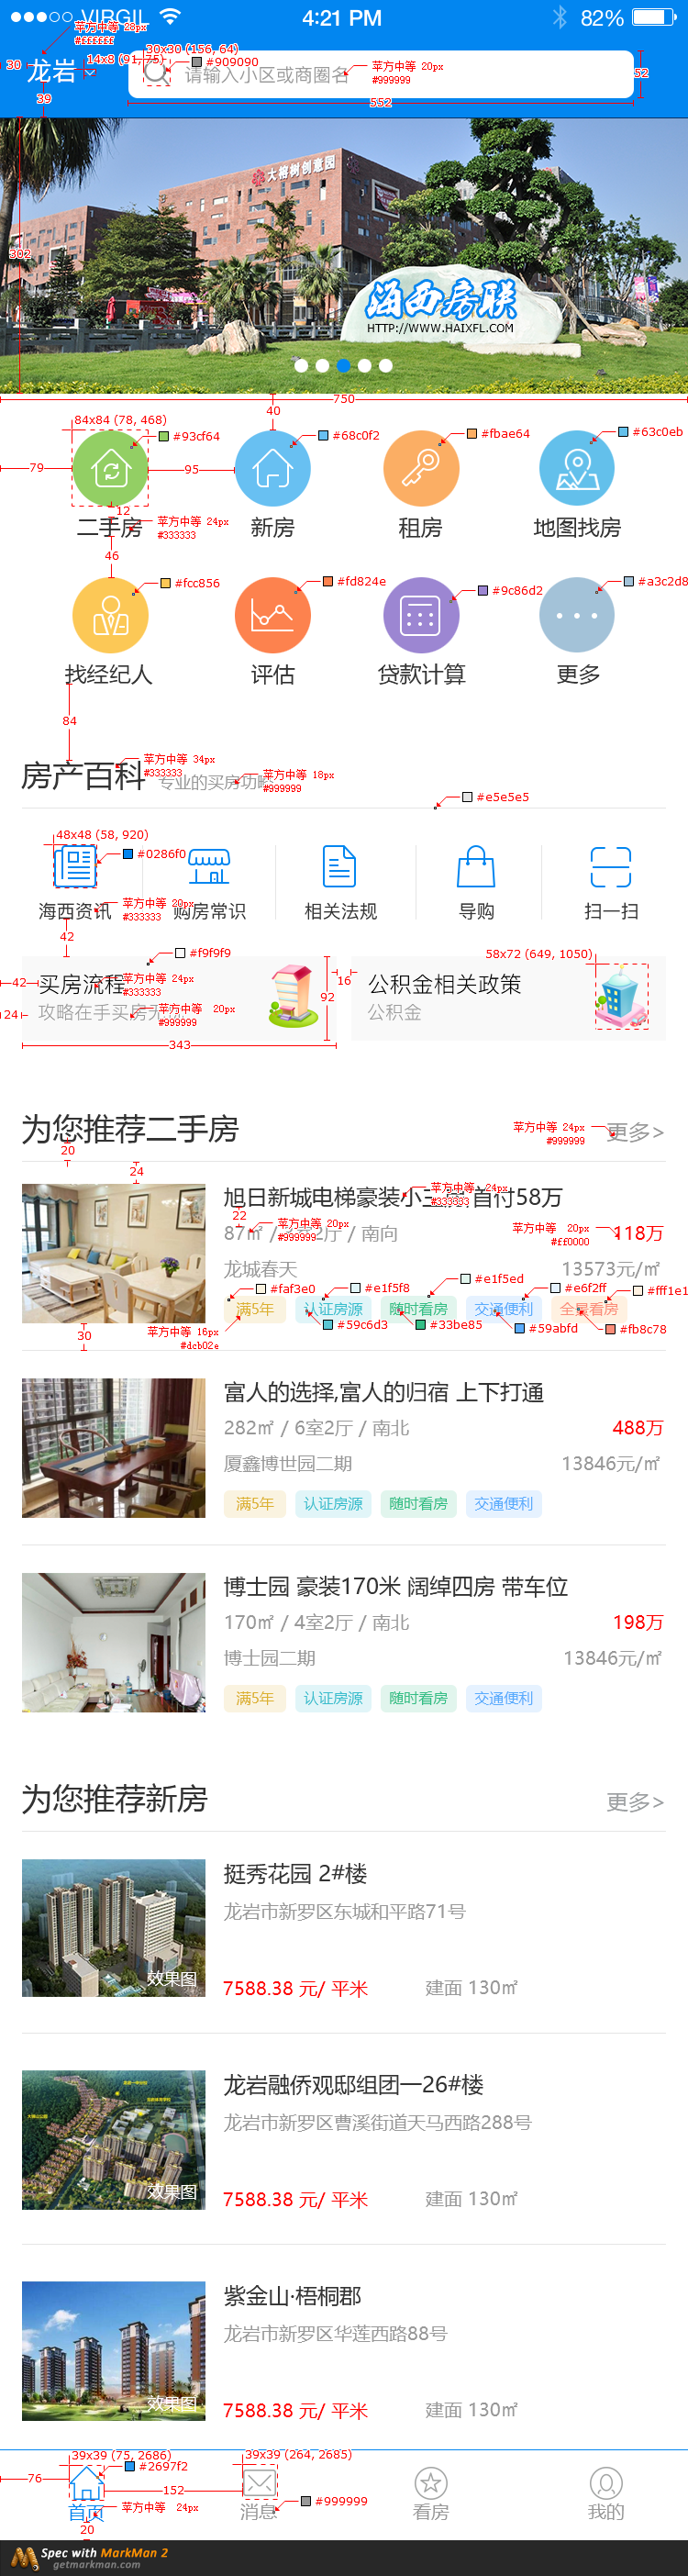 VIRGIL 4:21 PM 82%
苹方中等 28px
#ffffff
30
龙岩
14x8 (91, 75)
30x30 (156, 64)
#909090
请输入小区或商圈名
苹方中等 20px
#999999
52
39
552
302
大榕树创意园
海西房联
HTTP://WWW.HAIXFL.COM
750
40
84x84 (78, 468)
#93cf64
#68c0f2
#fbae64
#63c0eb
79
95
12
二手房
苹方中等 24px
#333333
新房
租房
地图找房
46
#fcc856
#fd824e
#9c86d2
#a3c2d8
找经纪人
评估
贷款计算
更多
84
房产百科
苹方中等 34px
#333333
专业的买房功略
苹方中等 18px
#999999
#e5e5e5
48x48 (58, 920)
#0286f0
海西资讯
苹方中等 20px
#333333
购房常识
相关法规
导购
扫一扫
42
#f9f9f9
58x72 (649, 1050)
42
买房流程
苹方中等 24px
#333333
92
16
公积金相关政策
24
攻略在手买房无忧
苹方中等 20px
#999999
公积金
343
为您推荐二手房
苹方中等 24px
#999999
更多>
20
24
旭日新城电梯豪装小三房 首付58万
苹方中等 24px
#333333
22
苹方中等 20px
#999999
87㎡ / 3室2厅 / 南向
苹方中等 20px
#ff0000
118万
龙城春天
13573元/㎡
#faf3e0
#e1f5f8
#e1f5ed
#e6f2ff
#fff1e1
满5年 认证房源 随时看房 交通便利 全景看房
30
苹方中等 16px
#dcb02e
#59c6d3
#33be85
#59abfd
#fb8c78
富人的选择,富人的归宿 上下打通
282㎡ / 6室2厅 / 南北
488万
厦鑫博世园二期
13846元/㎡
满5年 认证房源 随时看房 交通便利
博士园 豪装170米 阔绰四房 带车位
170㎡ / 4室2厅 / 南北
198万
博士园二期
13846元/㎡
满5年 认证房源 随时看房 交通便利
为您推荐新房
更多>
挺秀花园 2#楼
龙岩市新罗区东城和平路71号
效果图
7588.38 元/ 平米
建面 130㎡
龙岩融侨观邸组团一26#楼
龙岩市新罗区曹溪街道天马西路288号
效果图
7588.38 元/ 平米
建面 130㎡
紫金山·梧桐郡
龙岩市新罗区华莲西路88号
效果图
7588.38 元/ 平米
建面 130㎡
39x39 (75, 2686)
39x39 (264, 2685)
#2697f2
76
152
#999999
首页
苹方中等 24px
消息
看房
我的
20
Spec with MarkMan 2
getmarkman.com